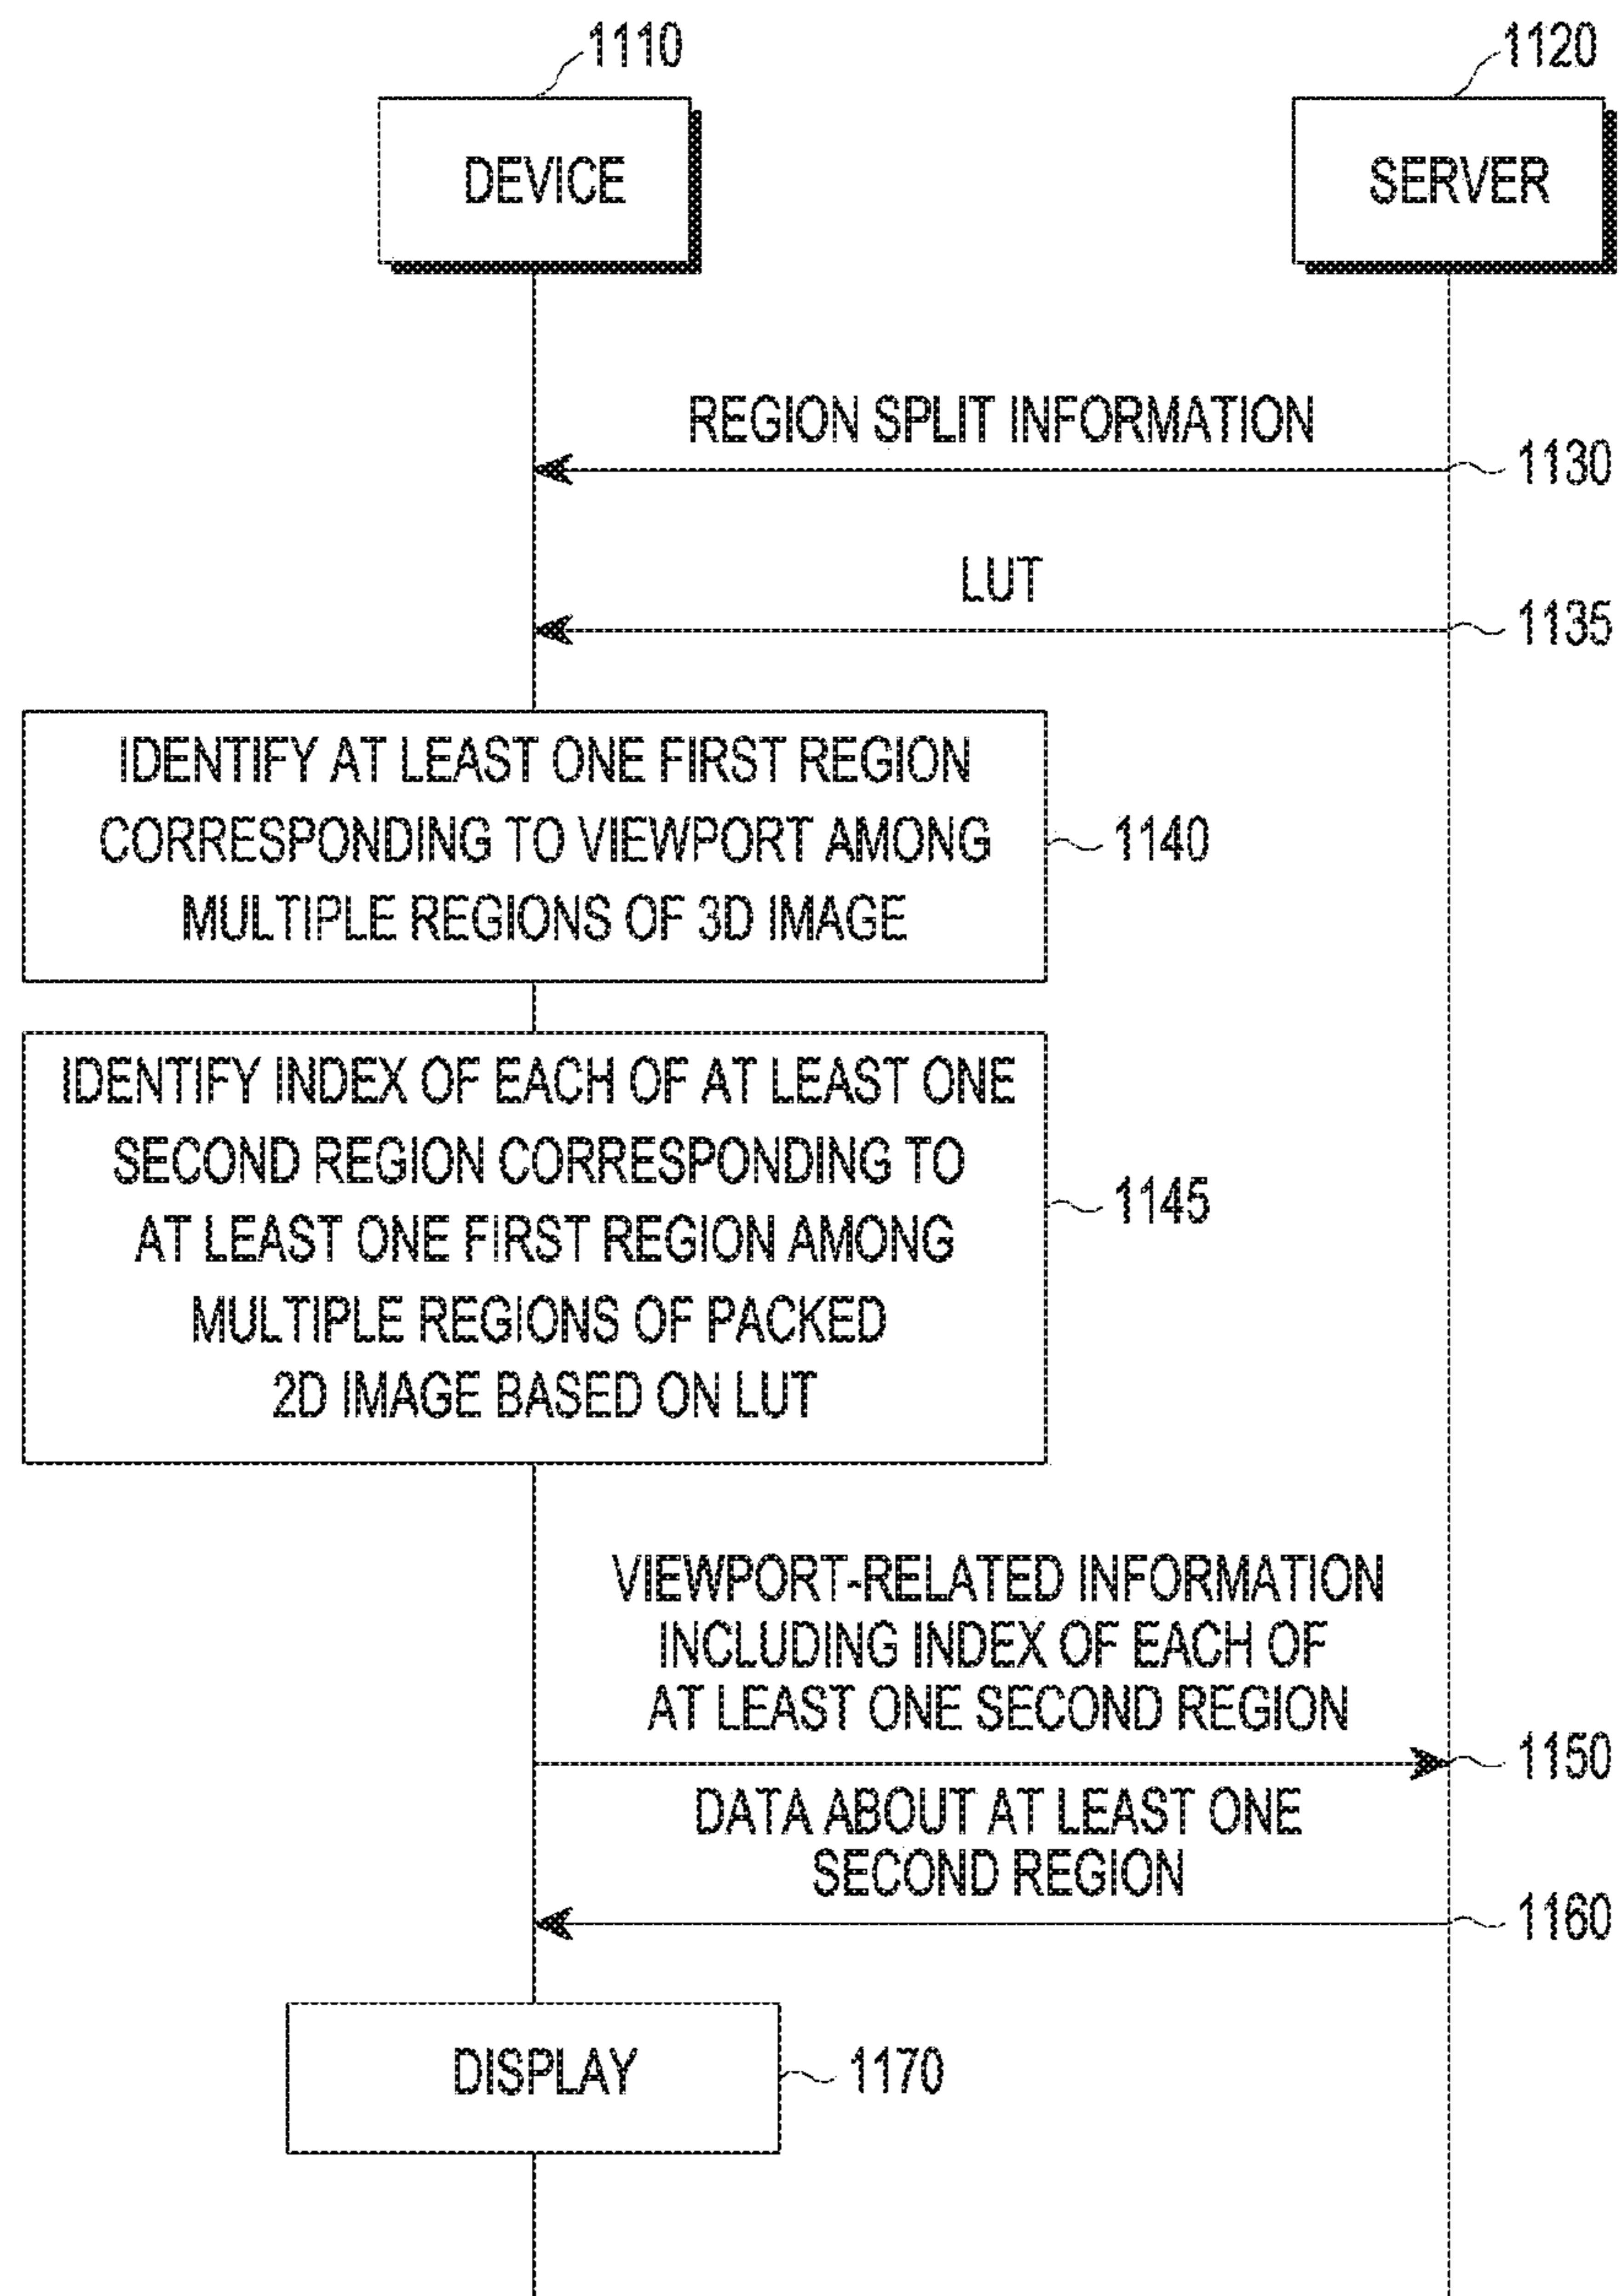 1110
1120
DEVICE
SERVER
REGION SPLIT INFORMATION
1130
LUT
1135
IDENTIFY AT LEAST ONE FIRST REGION
CORRESPONDING TO VIEWPORT AMONG
MULTIPLE REGIONS OF 3D IMAGE
1140
IDENTIFY INDEX OF EACH OF AT LEAST ONE
SECOND REGION CORRESPONDING TO
AT LEAST ONE FIRST REGION AMONG
MULTIPLE REGIONS OF PACKED
2D IMAGE BASED ON LUT
1145
VIEWPORT-RELATED INFORMATION
INCLUDING INDEX OF EACH OF
AT LEAST ONE SECOND REGION
1150
DATA ABOUT AT LEAST ONE
SECOND REGION
1160
DISPLAY
1170